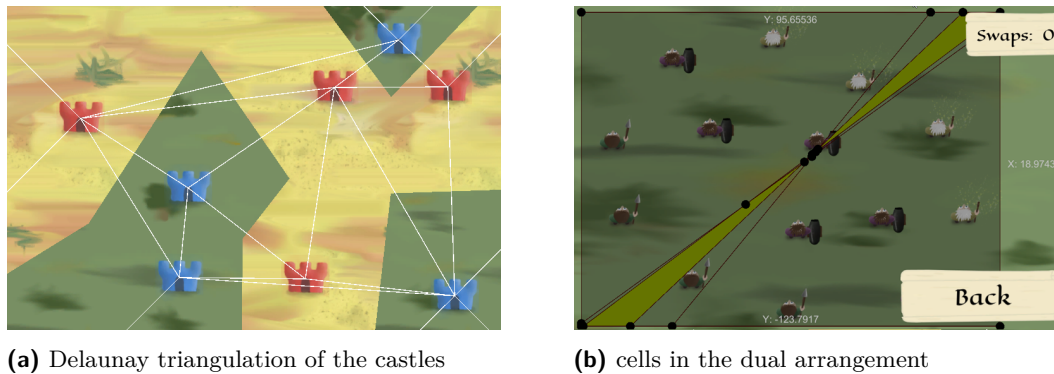 Y: 95.65536
Swaps: 0
X: 18.9743
Back
Y: -123.7917
(a) Delaunay triangulation of the castles
(b) cells in the dual arrangement